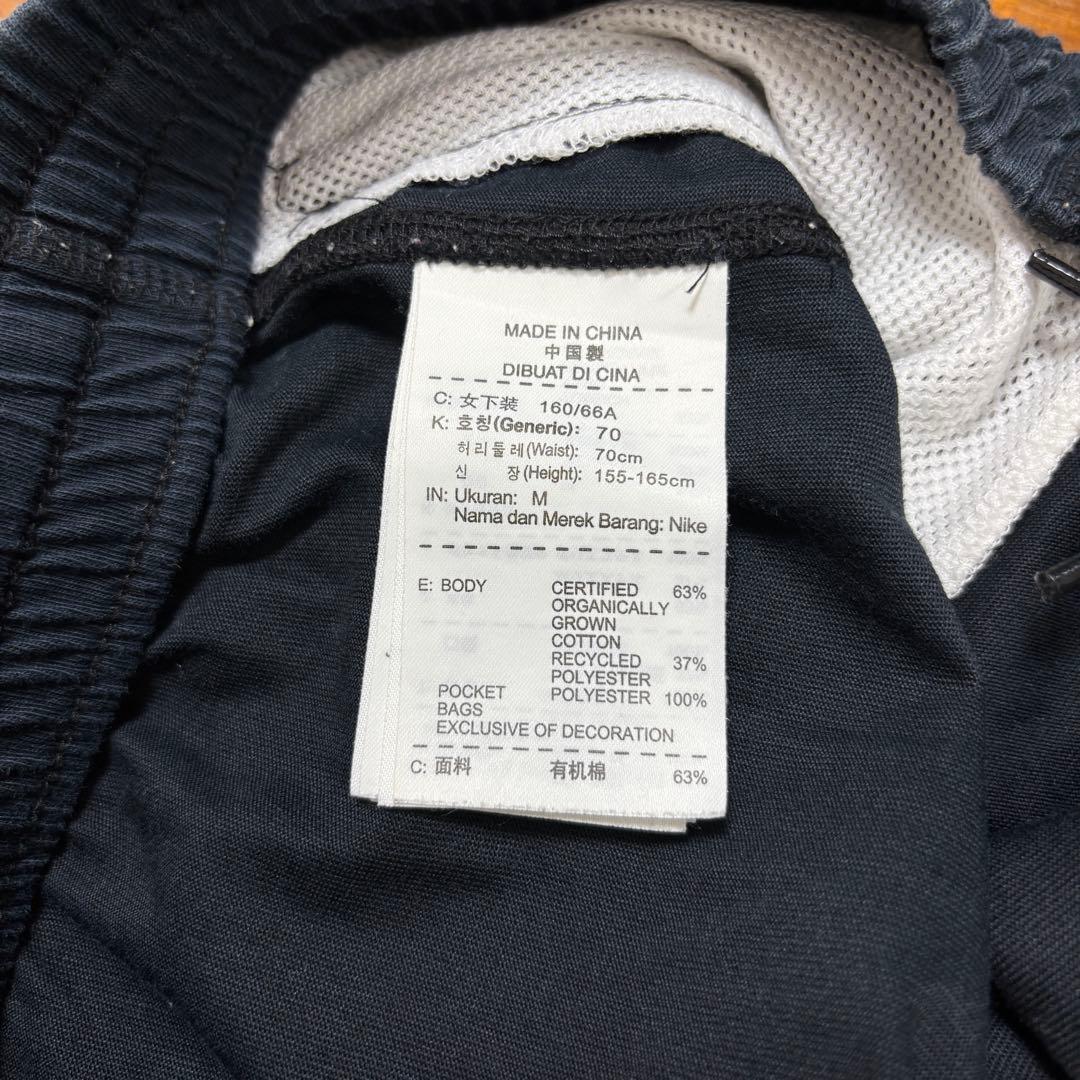 MADE IN CHINA
中国製
DIBUAT DI CINA
C: 女下装 160/66A
K: 호칭(Generic): 70
허리둘레(Waist): 70cm
신 장(Height): 155-165cm
IN: Ukuran: M
Nama dan Merek Barang: Nike
E: BODY CERTIFIED 63%
ORGANICALLY
GROWN
COTTON
RECYCLED 37%
POLYESTER
POCKET POLYESTER 100%
BAGS
EXCLUSIVE OF DECORATION
C: 面料 有机棉 63%